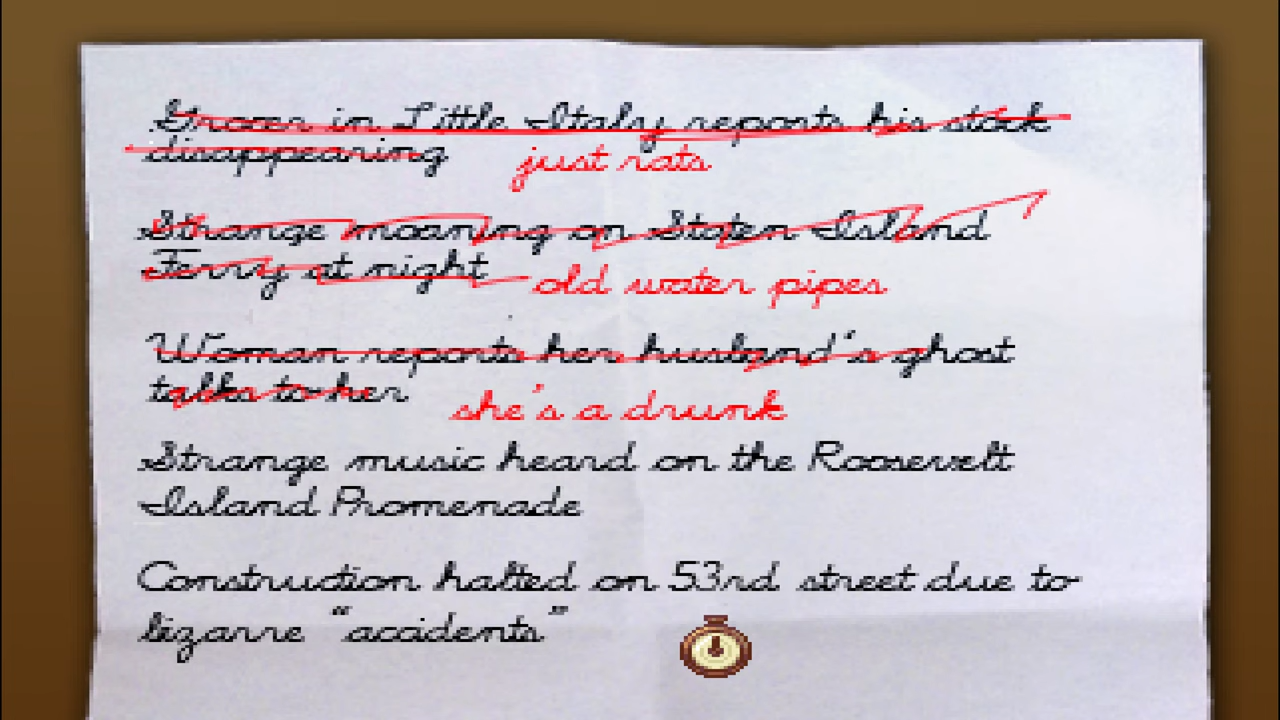 Grocer in Little Italy reports his stock
disappearing just rats
Strange moaning on Staten Island
Ferry at night old water pipes
Woman reports her husband's ghost
talks to her she's a drunk
Strange music heard on the Roosevelt
Island Promenade
Construction halted on 53rd street due to
bizarre "accidents"